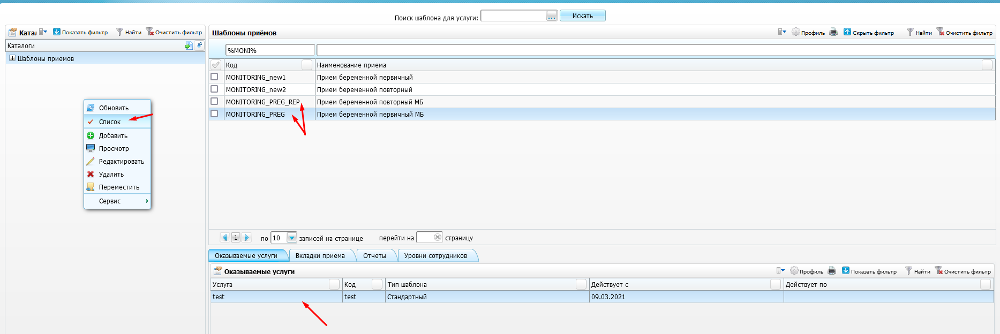 Поиск шаблона для услуги: ... Искать
Катал Показать фильтр Найти Очистить фильтр
Каталоги
Шаблоны приемов
Обновить
Список
Добавить
Просмотр
Редактировать
Удалить
Переместить
Сервис
Шаблоны приёмов Профиль Скрыть фильтр Найти Очистить фильтр
%MONI%
Код Наименование приема
MONITORING_new1 Прием беременной первичный
MONITORING_new2 Прием беременной повторный
MONITORING_PREG_REP Прием беременной повторный МБ
MONITORING_PREG Прием беременной первичный МБ
1 по 10 записей на странице перейти на страницу
Оказываемые услуги Вкладки приема Отчеты Уровни сотрудников
Оказываемые услуги Профиль Показать фильтр Найти Очистить фильтр
Услуга Код Тип шаблона Действует с Действует по
test test Стандартный 09.03.2021